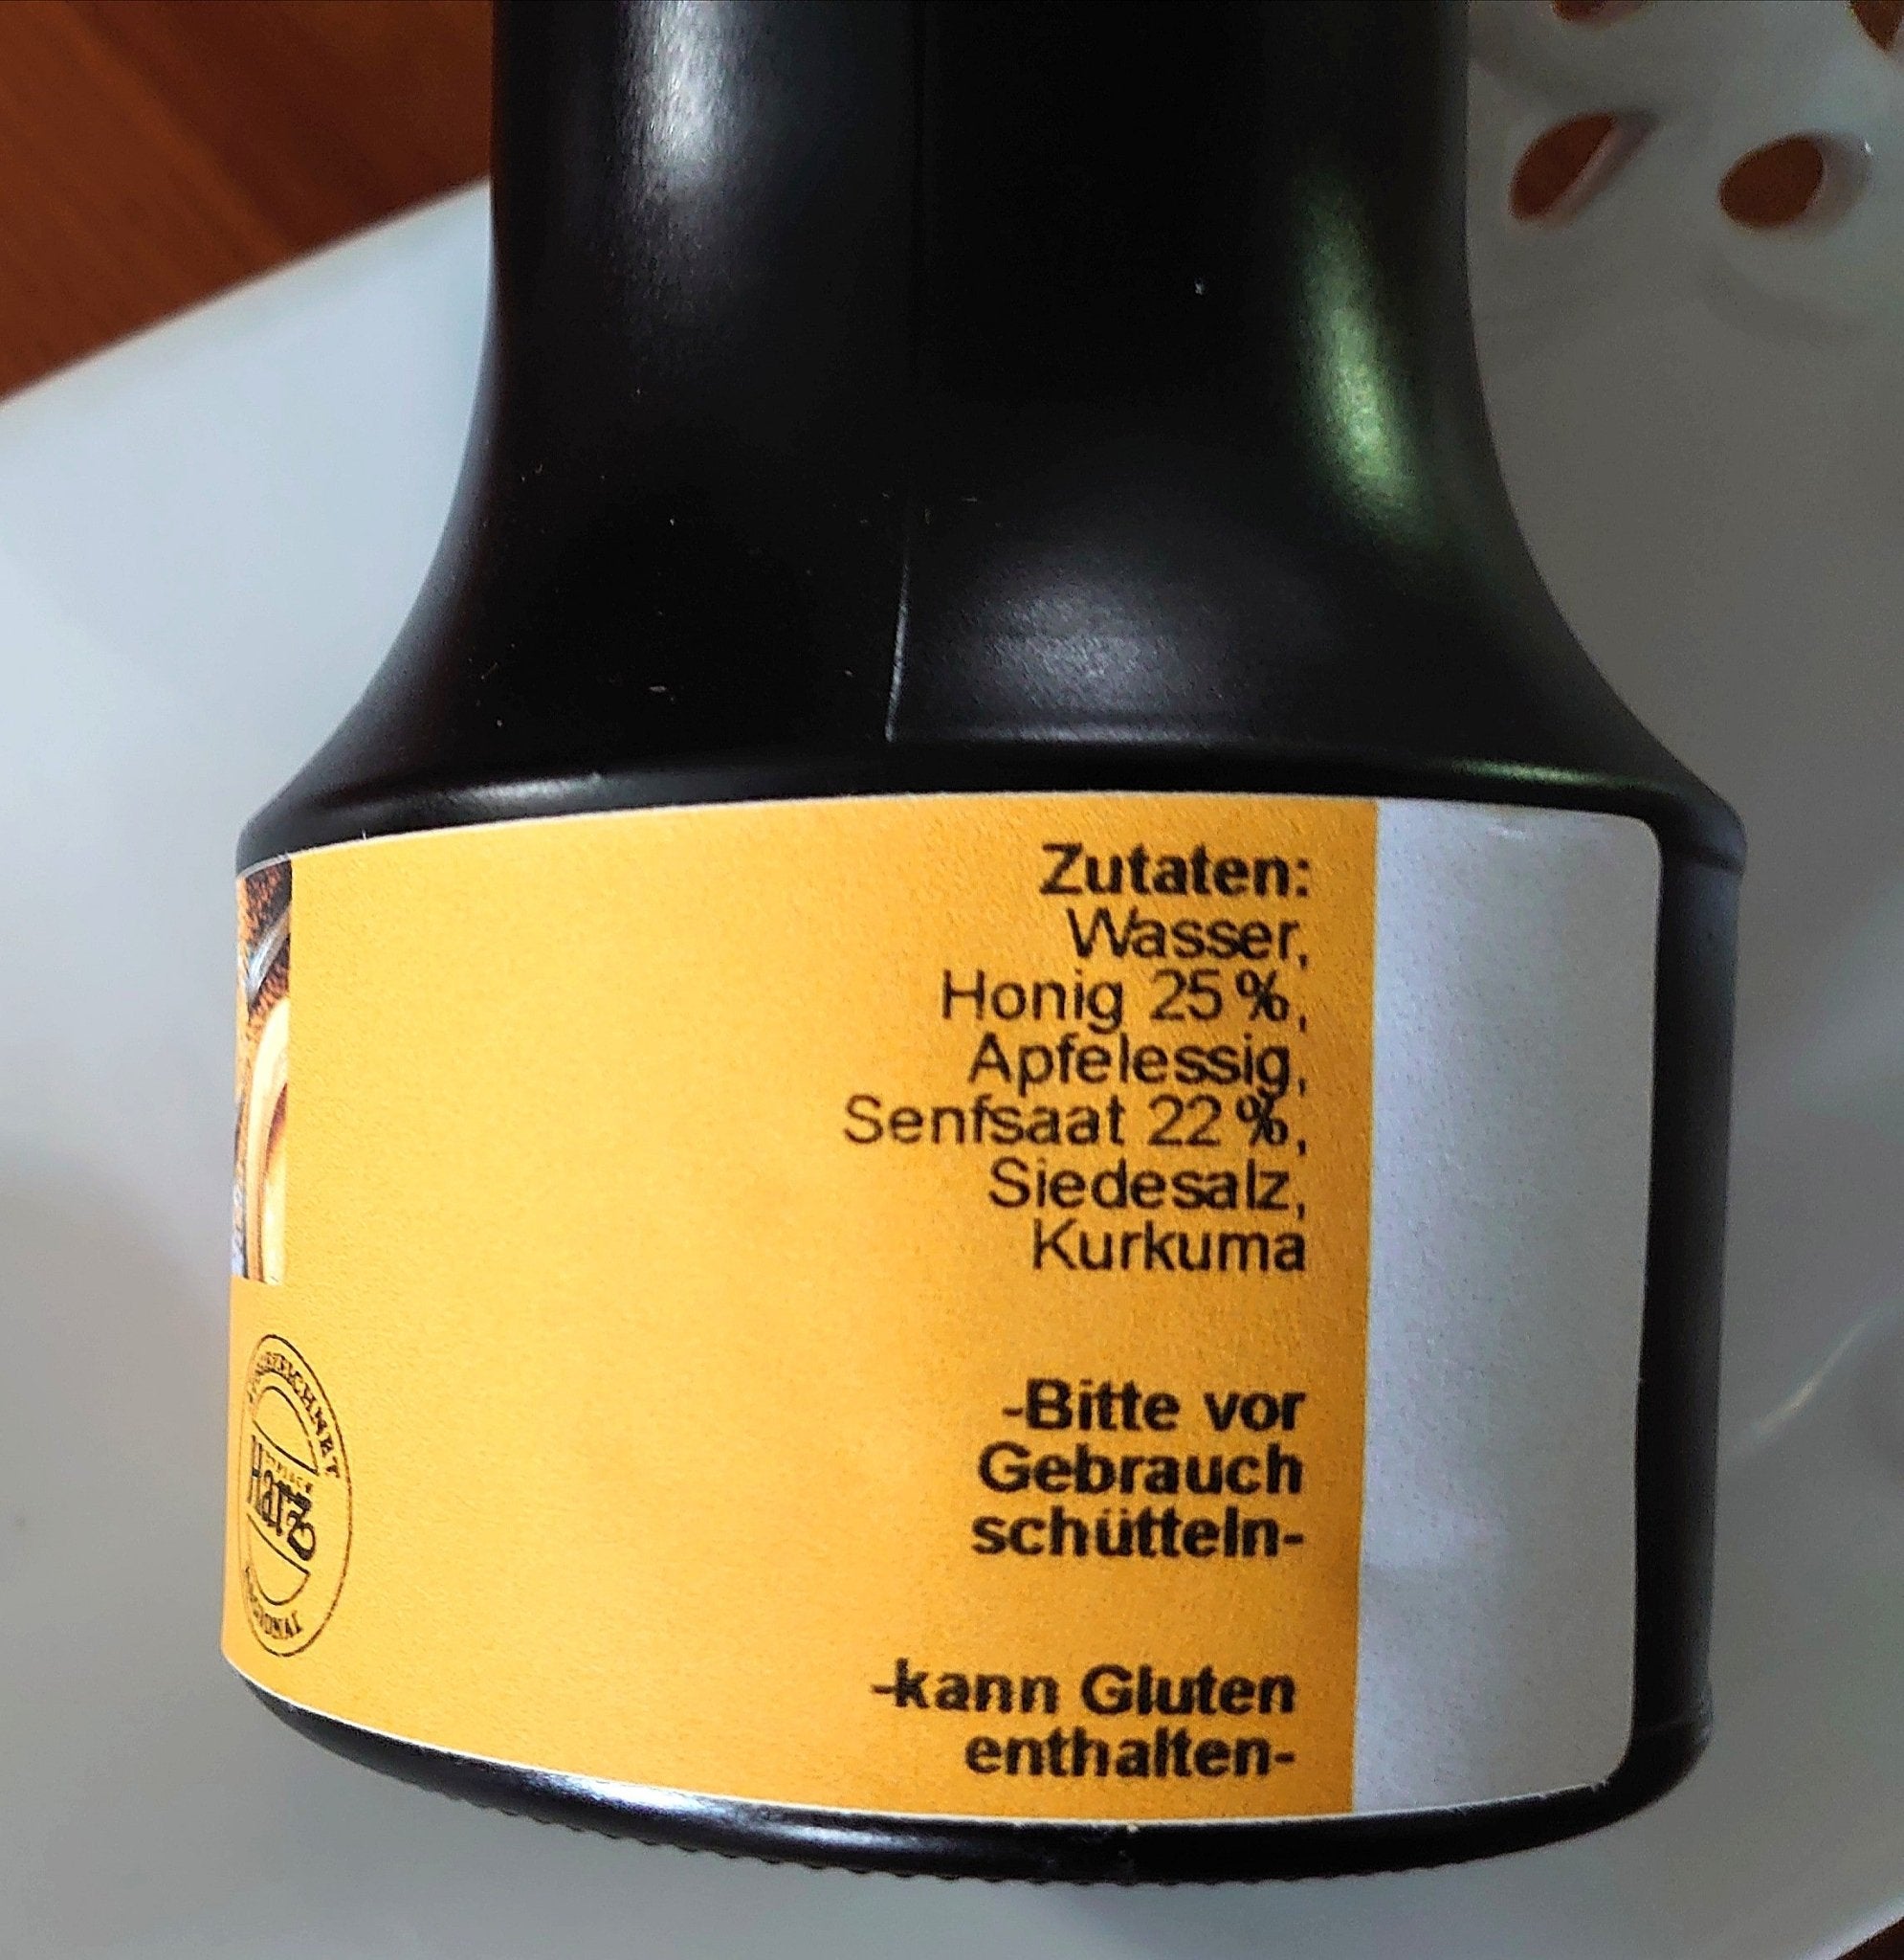 Zutaten:
Wasser,
Honig 25 %,
Apfelessig,
Senfsaat 22 %,
Siedesalz,
Kurkuma
-Bitte vor
Gebrauch
schütteln-
-kann Gluten
enthalten-
Harz